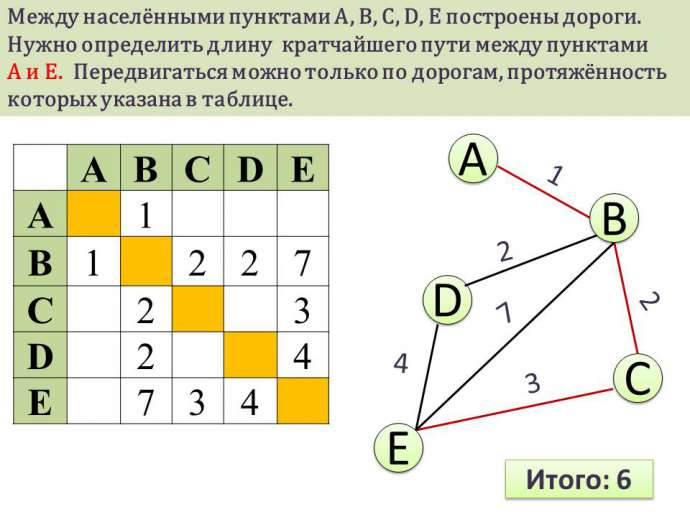 Между населёнными пунктами A, B, C, D, E построены дороги.
Нужно определить длину кратчайшего пути между пунктами
A и E. Передвигаться можно только по дорогам, протяжённость
которых указана в таблице.
A B C D E
A 1
B 1 2 2 7
C 2 3
D 2 4
E 7 3 4
A
1
B
2
D
7
2
4
3
C
E
Итого: 6